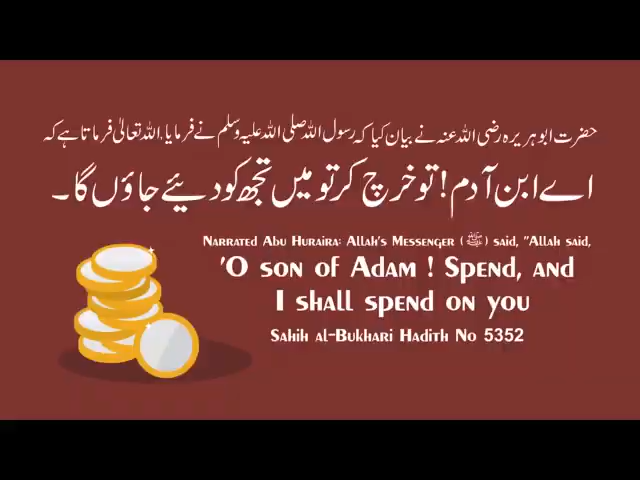 حضرت ابو ہریرہ رضی اللہ عنہ نے بیان کیا کہ رسول اللہ صلی اللہ علیہ وسلم نے فرمایا، اللہ تعالیٰ فرماتا ہے کہ
اے ابن آدم! تو خرچ کر تو میں تجھ کو دیئے جاؤں گا۔
Narrated Abu Huraira: Allah's Messenger (ﷺ) said, "Allah said,
'O son of Adam ! Spend, and
I shall spend on you
Sahih al-Bukhari Hadith No 5352